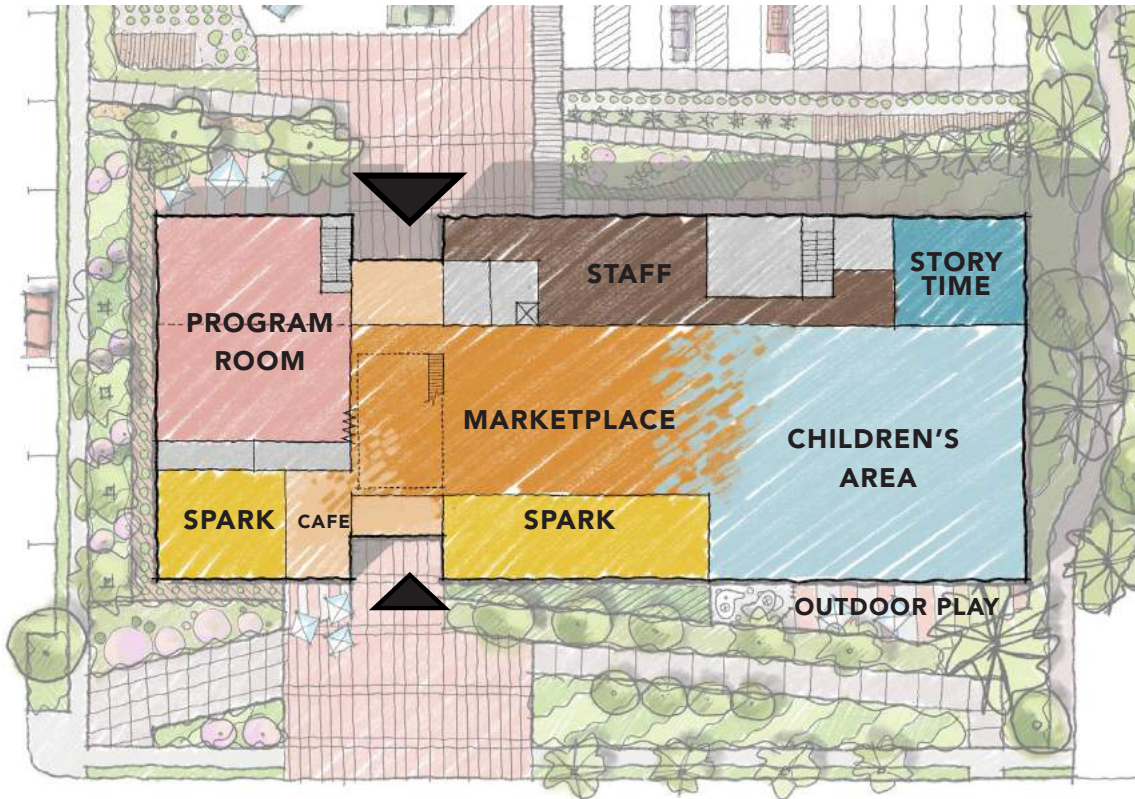 STAFF
STORY
TIME
PROGRAM
ROOM
MARKETPLACE
CHILDREN'S
AREA
SPARK
CAFE
SPARK
OUTDOOR PLAY